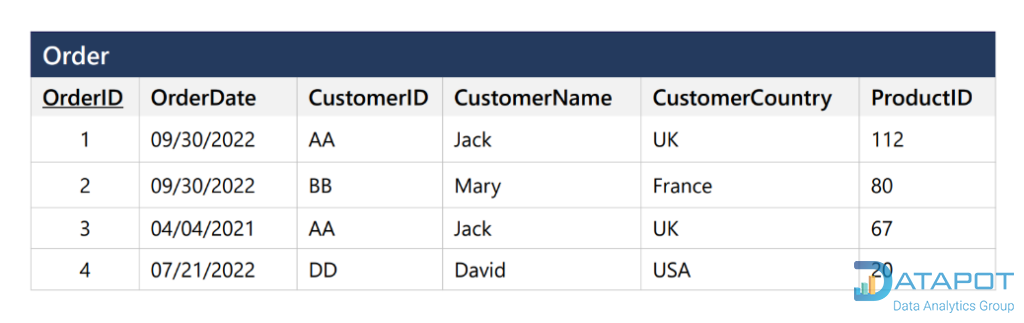 Order
OrderID OrderDate CustomerID CustomerName CustomerCountry ProductID
1 09/30/2022 AA Jack UK 112
2 09/30/2022 BB Mary France 80
3 04/04/2021 AA Jack UK 67
4 07/21/2022 DD David USA 20
DATAPOT
Data Analytics Group